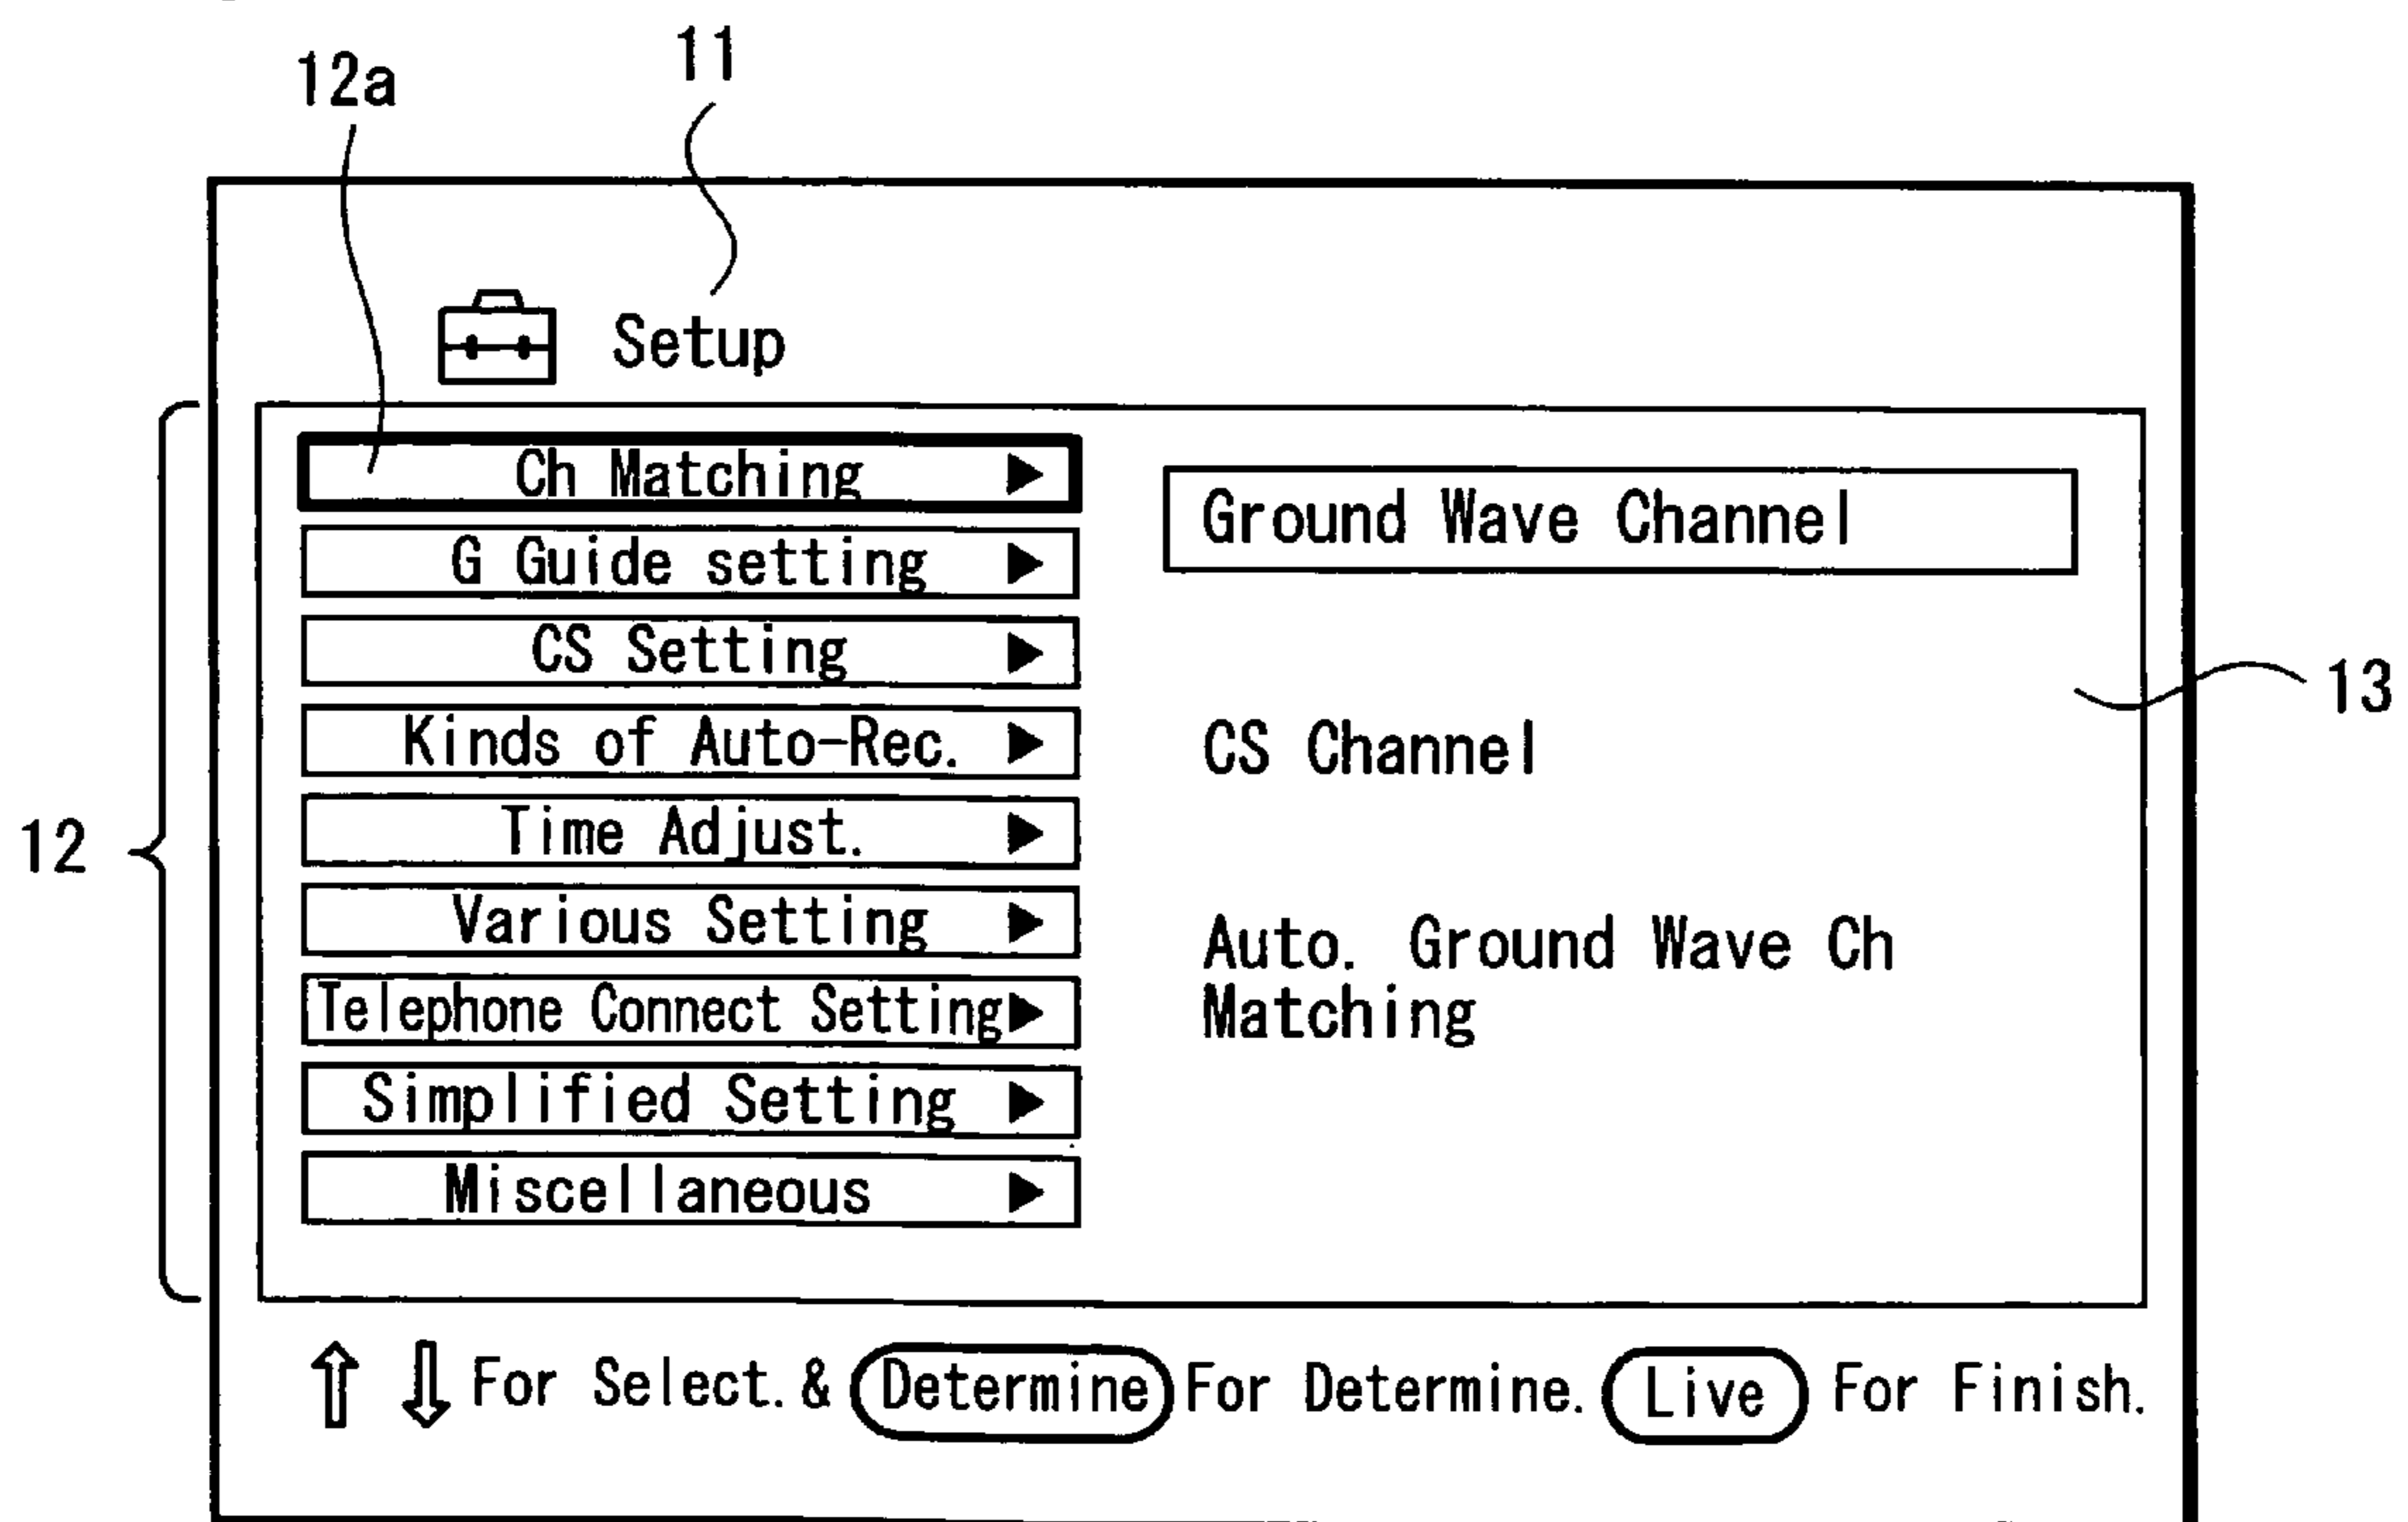 11
12a
Setup
12
Ch Matching ▶
G Guide setting ▶
CS Setting ▶
Kinds of Auto-Rec. ▶
Time Adjust. ▶
Various Setting ▶
Telephone Connect Setting▶
Simplified Setting ▶
Miscellaneous ▶
Ground Wave Channel
CS Channel
Auto. Ground Wave Ch
Matching
13
⇧ ⇩ For Select. & Determine For Determine. Live For Finish.